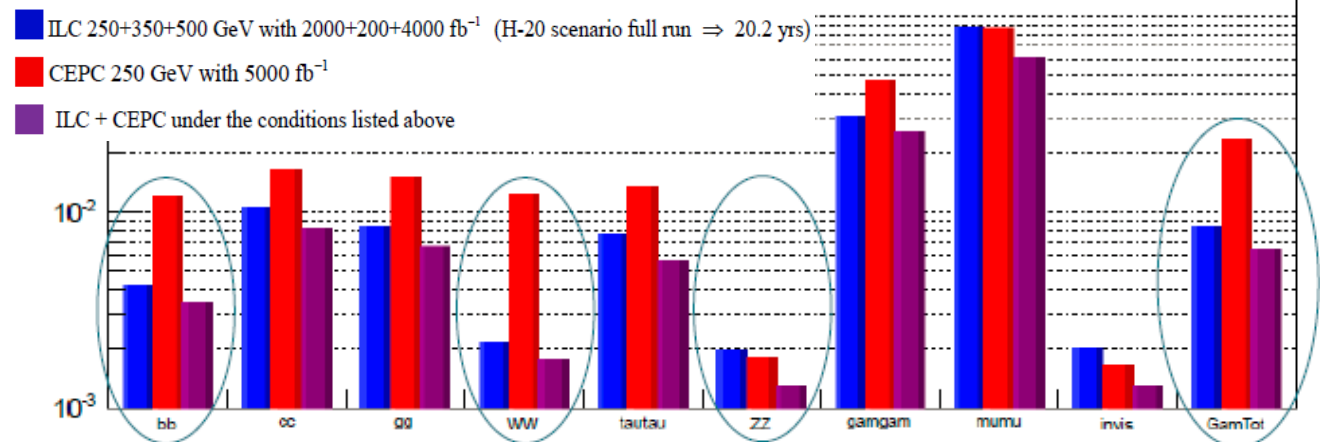 ILC 250+350+500 GeV with 2000+200+4000 fb⁻¹ (H-20 scenario full run ⇒ 20.2 yrs)
CEPC 250 GeV with 5000 fb⁻¹
ILC + CEPC under the conditions listed above
10⁻²
10⁻³
bb cc gg WW tautau ZZ gamgam mumu invis GamTot